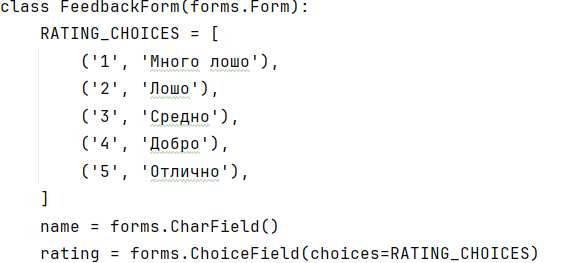 class FeedbackForm(forms.Form):
    RATING_CHOICES = [
        ('1', 'Много лошо'),
        ('2', 'Лошо'),
        ('3', 'Средно'),
        ('4', 'Добро'),
        ('5', 'Отлично'),
    ]
    name = forms.CharField()
    rating = forms.ChoiceField(choices=RATING_CHOICES)